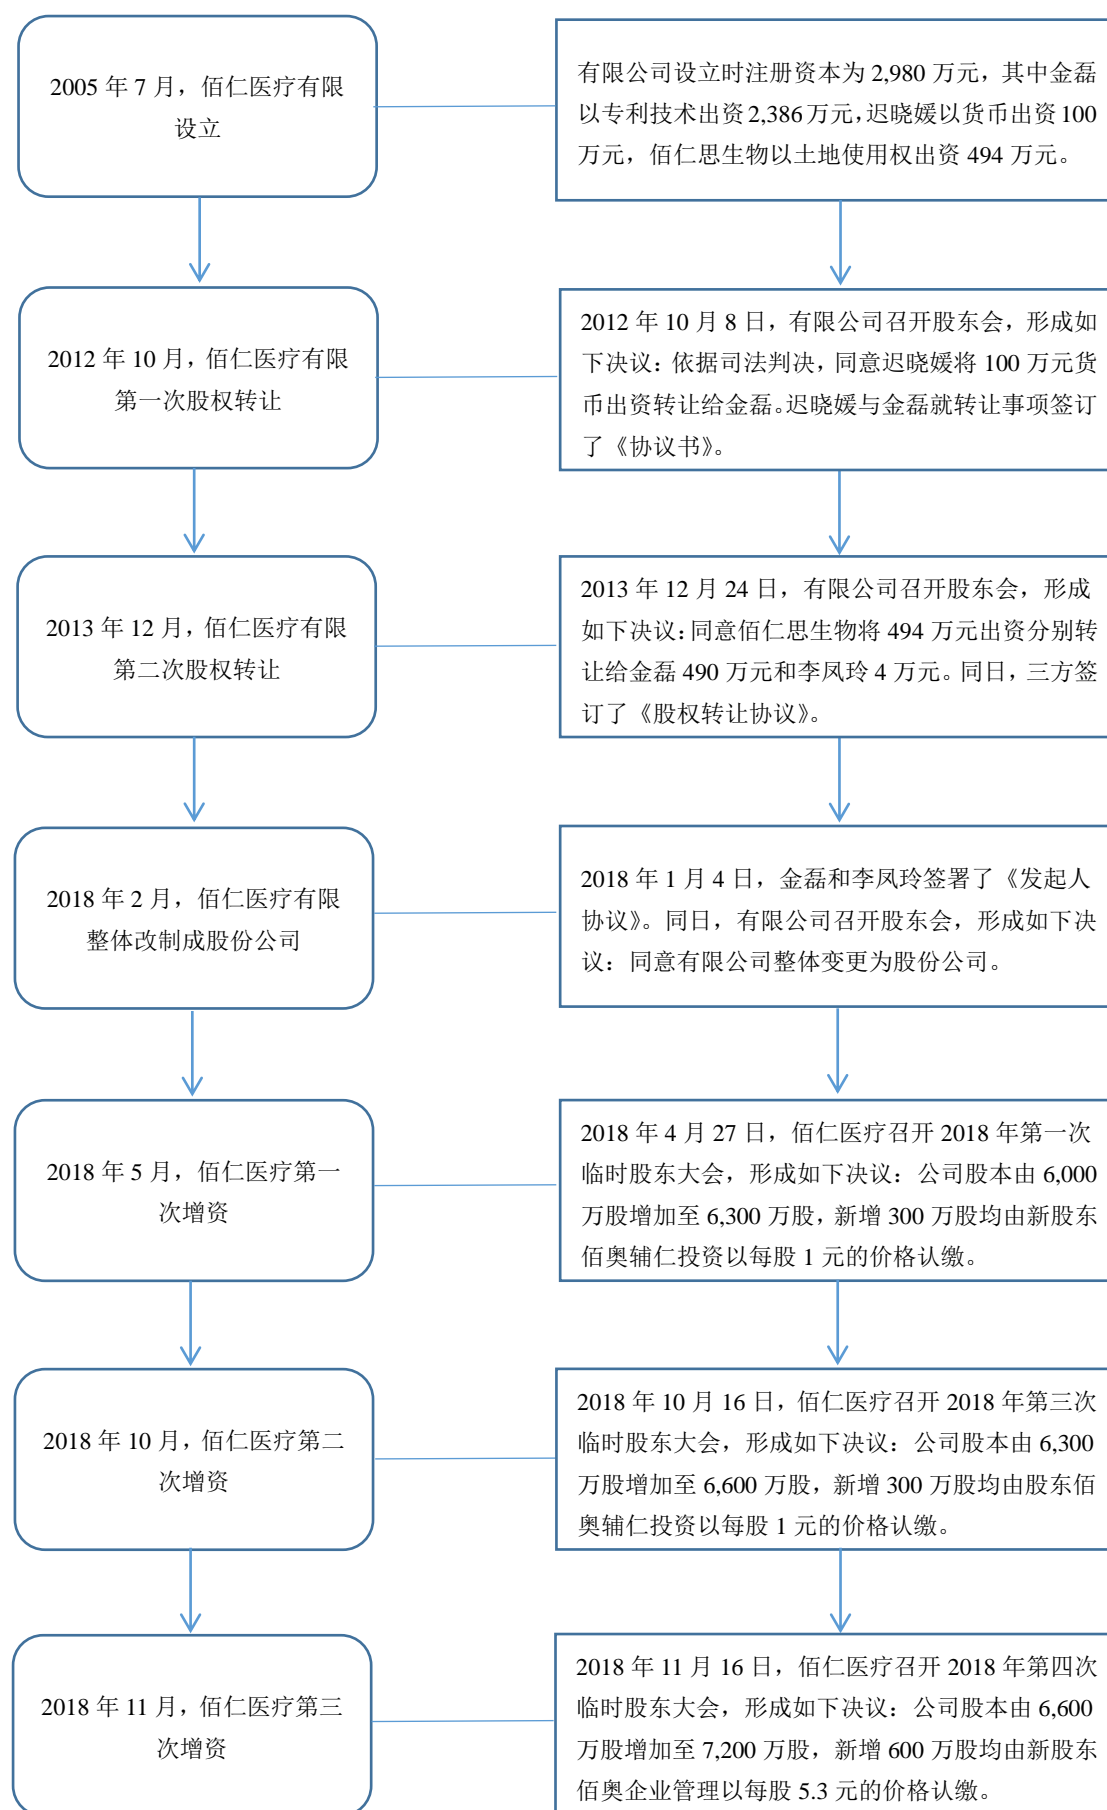 2005 年 7 月，佰仁医疗有限
设立
有限公司设立时注册资本为 2,980 万元，其中金磊
以专利技术出资 2,386 万元，迟晓媛以货币出资 100
万元，佰仁思生物以土地使用权出资 494 万元。
2012 年 10 月，佰仁医疗有限
第一次股权转让
2012 年 10 月 8 日，有限公司召开股东会，形成如
下决议：依据司法判决，同意迟晓媛将 100 万元货
币出资转让给金磊。迟晓媛与金磊就转让事项签订
了《协议书》。
2013 年 12 月，佰仁医疗有限
第二次股权转让
2013 年 12 月 24 日，有限公司召开股东会，形成
如下决议：同意佰仁思生物将 494 万元出资分别转
让给金磊 490 万元和李凤玲 4 万元。同日，三方签
订了《股权转让协议》。
2018 年 2 月，佰仁医疗有限
整体改制成股份公司
2018 年 1 月 4 日，金磊和李凤玲签署了《发起人
协议》。同日，有限公司召开股东会，形成如下决
议：同意有限公司整体变更为股份公司。
2018 年 5 月，佰仁医疗第一
次增资
2018 年 4 月 27 日，佰仁医疗召开 2018 年第一次
临时股东大会，形成如下决议：公司股本由 6,000
万股增加至 6,300 万股，新增 300 万股均由新股东
佰奥辅仁投资以每股 1 元的价格认缴。
2018 年 10 月，佰仁医疗第二
次增资
2018 年 10 月 16 日，佰仁医疗召开 2018 年第三次
临时股东大会，形成如下决议：公司股本由 6,300
万股增加至 6,600 万股，新增 300 万股均由股东佰
奥辅仁投资以每股 1 元的价格认缴。
2018 年 11 月，佰仁医疗第三
次增资
2018 年 11 月 16 日，佰仁医疗召开 2018 年第四次
临时股东大会，形成如下决议：公司股本由 6,600
万股增加至 7,200 万股，新增 600 万股均由新股东
佰奥企业管理以每股 5.3 元的价格认缴。